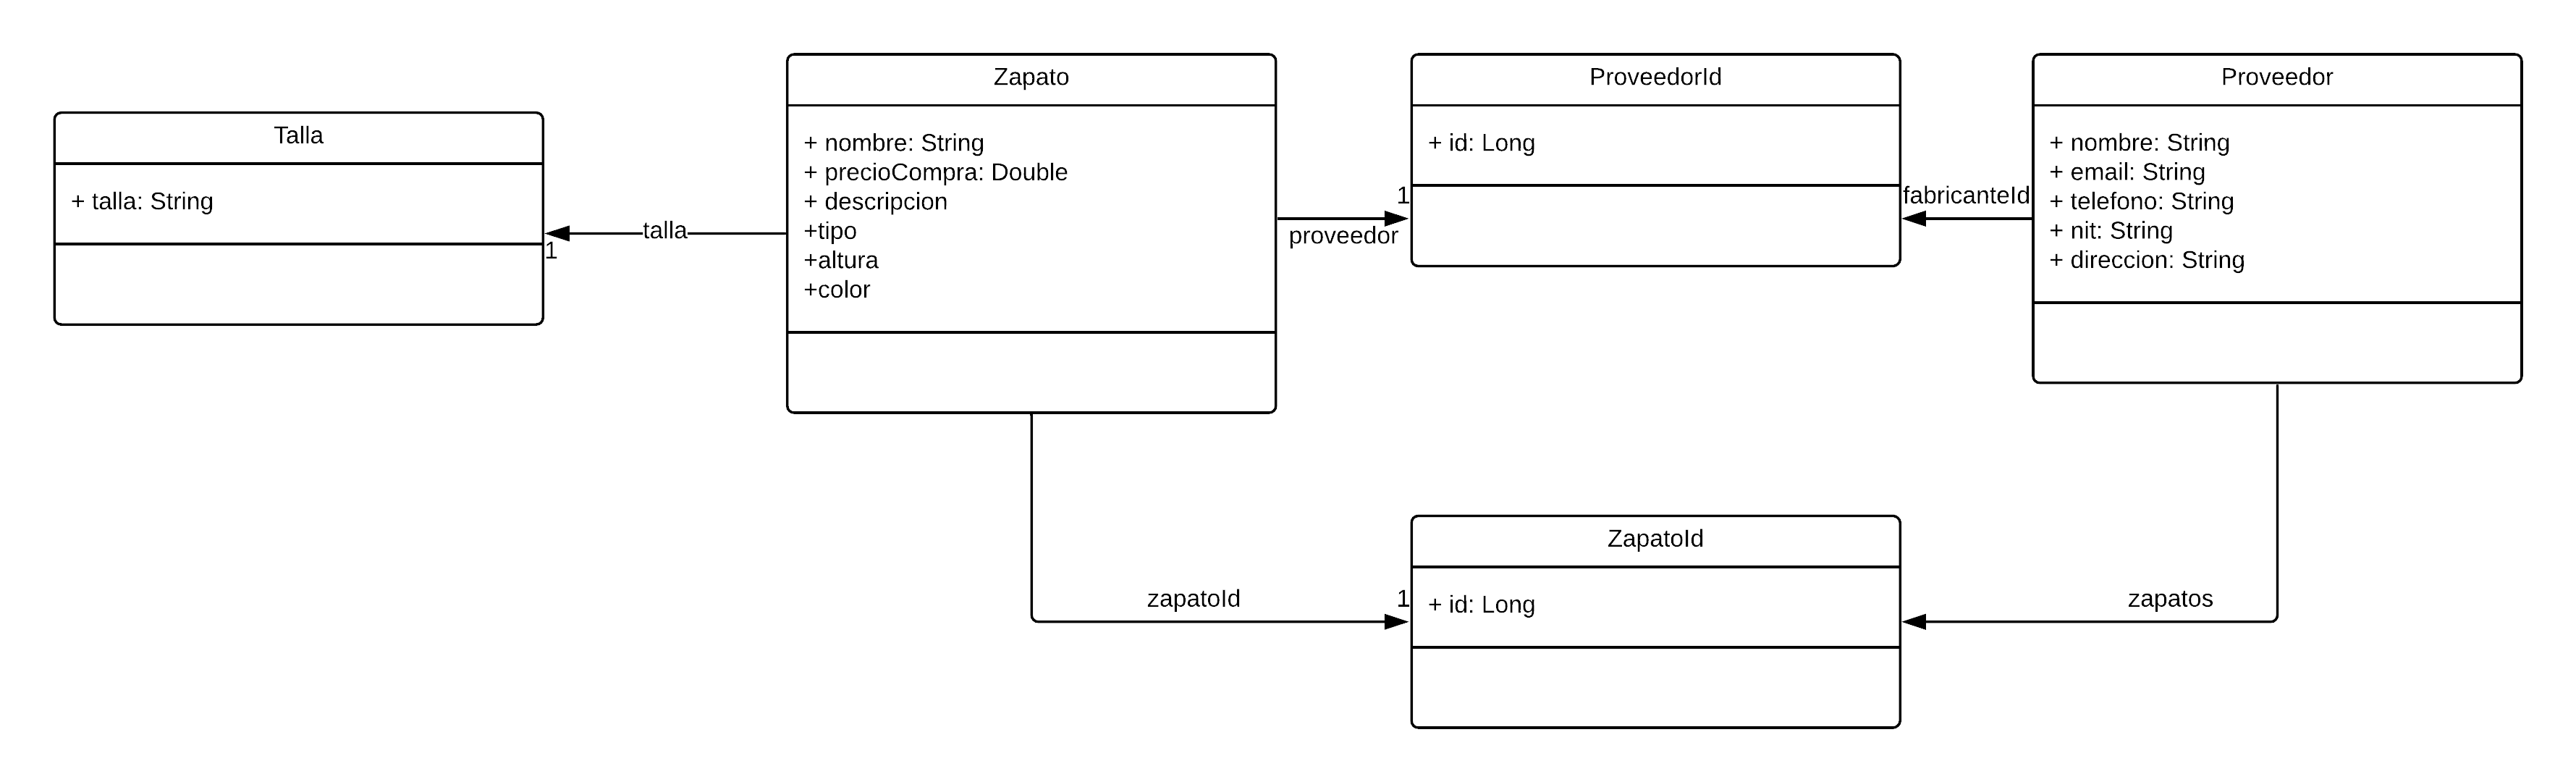 Talla
+ talla: String
1
talla
Zapato
+ nombre: String
+ precioCompra: Double
+ descripcion
+tipo
+altura
+color
1
proveedor
ProveedorId
+ id: Long
fabricanteId
Proveedor
+ nombre: String
+ email: String
+ telefono: String
+ nit: String
+ direccion: String
zapatoId
1
ZapatoId
+ id: Long
zapatos